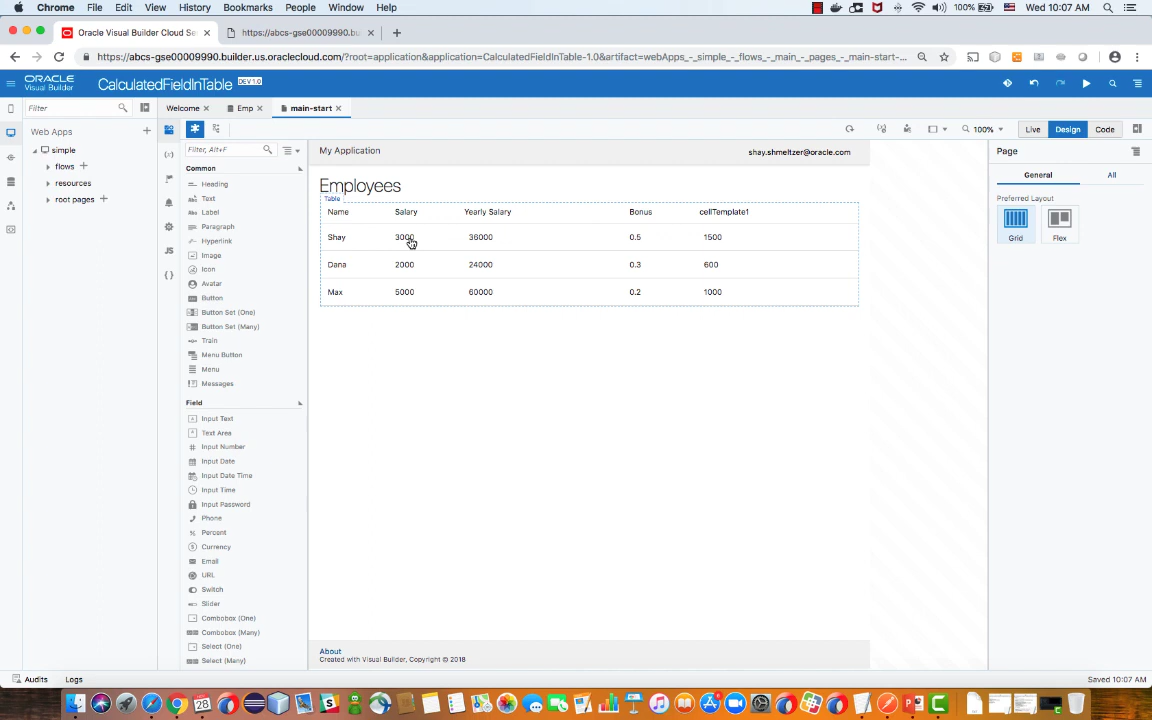 Chrome File Edit View History Bookmarks People Window Help 100% Wed 10:07 AM
Oracle Visual Builder Cloud Se × https://abcs-gse00009990.bu × +
https://abcs-gse00009990.builder.us.oraclecloud.com/?root=application&application=CalculatedFieldInTable-1.0&artifact=webApps_-_simple_-_flows_-_main_-_pages_-_main-start-...
ORACLE
Visual Builder
CalculatedFieldInTable DEV 1.0
Filter
Welcome × Emp × main-start ×
Web Apps +
simple
flows +
resources
root pages +
100%
Live Design Code
Filter, Alt+F
Common
Heading
Text
Label
Paragraph
Hyperlink
Image
Icon
Avatar
Button
Button Set (One)
Button Set (Many)
Train
Menu Button
Menu
Messages
Field
Input Text
Text Area
Input Number
Input Date
Input Date Time
Input Time
Input Password
Phone
Percent
Currency
Email
URL
Switch
Slider
Combobox (One)
Combobox (Many)
Select (One)
Select (Many)
My Application shay.shmeltzer@oracle.com
Employees
Table
Name Salary Yearly Salary Bonus cellTemplate1
Shay 3000 36000 0.5 1500
Dana 2000 24000 0.3 600
Max 5000 60000 0.2 1000
About
Created with Visual Builder, Copyright © 2018
Page
General All
Preferred Layout
Grid Flex
Audits Logs
Saved 10:07 AM